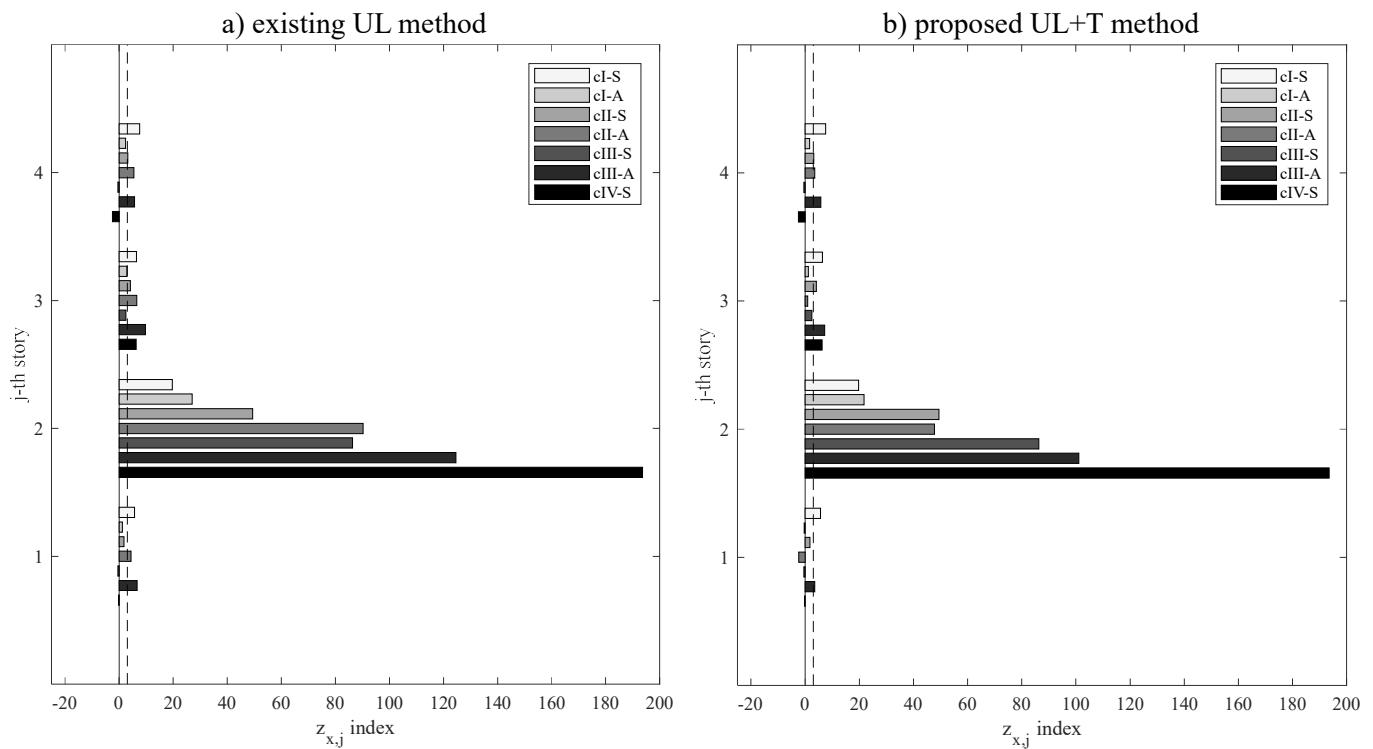 a) existing UL method
cI-S
cI-A
cII-S
cII-A
cIII-S
cIII-A
cIV-S
j-th story
4
3
2
1
-20 0 20 40 60 80 100 120 140 160 180 200
z x,j index
b) proposed UL+T method
cI-S
cI-A
cII-S
cII-A
cIII-S
cIII-A
cIV-S
j-th story
4
3
2
1
-20 0 20 40 60 80 100 120 140 160 180 200
z x,j index